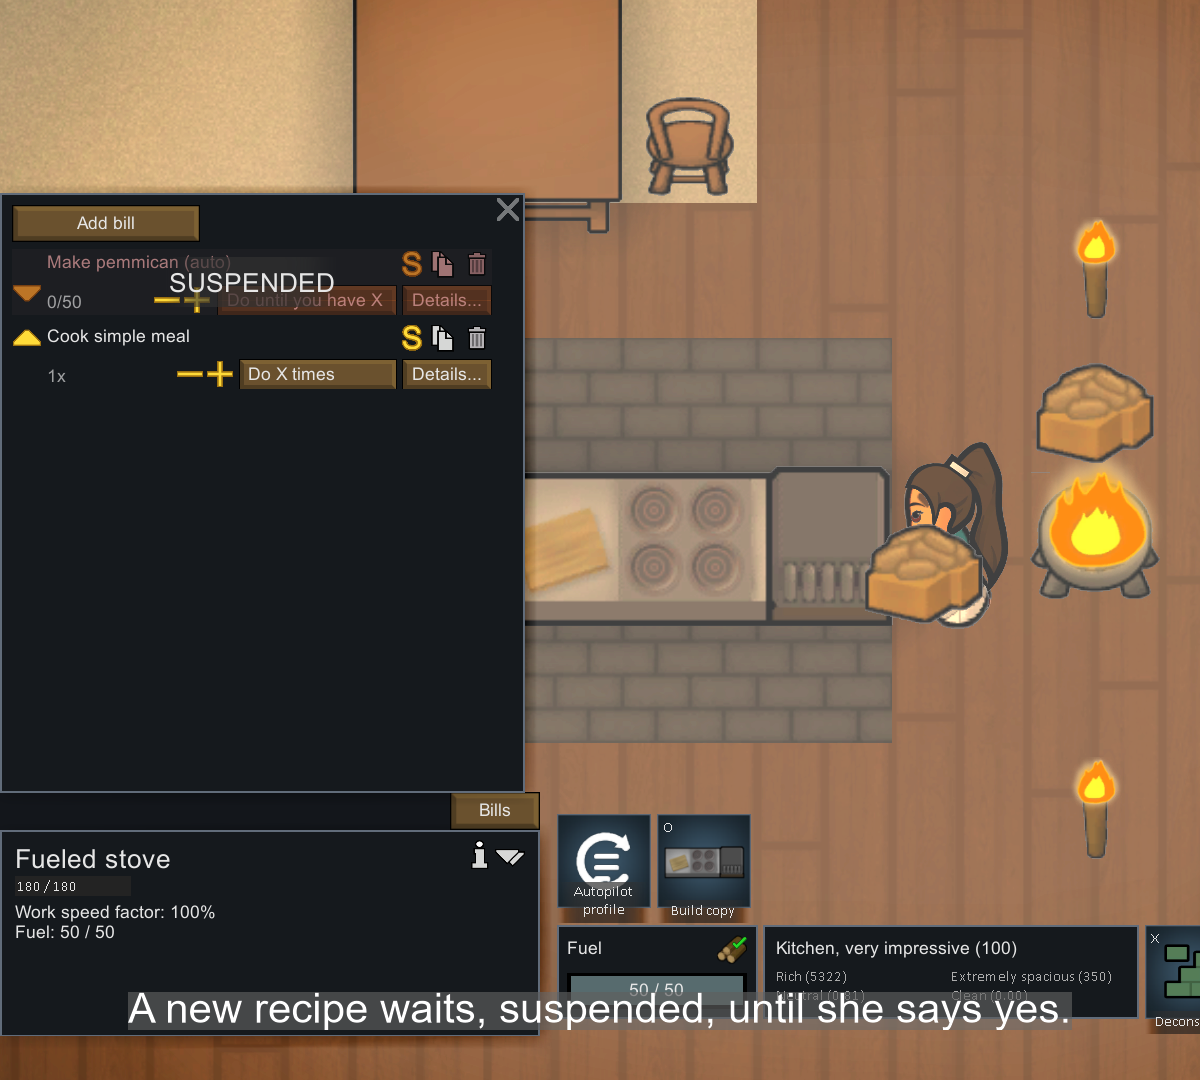 Add bill
Make pemmican (auto)
S
SUSPENDED
0/50
Do until you have X
Details...
Cook simple meal
S
1x
Do X times
Details...
Bills
Fueled stove
180 / 180
Work speed factor: 100%
Fuel: 50 / 50
Autopilot
profile
O
Build copy
Fuel
50 / 50
Kitchen, very impressive (100)
Rich (5322)
Extremely spacious (350)
Neutral (0.81)
Clean (0.00)
X
Decons
A new recipe waits, suspended, until she says yes.